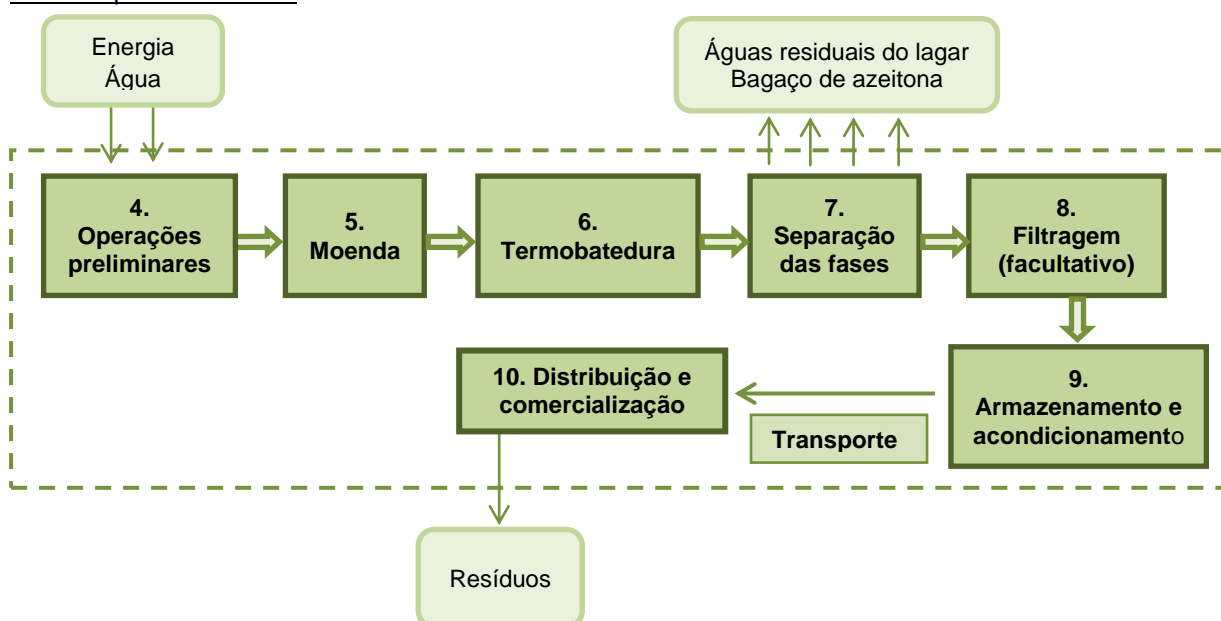 Energia
Água
Águas residuais do lagar
Bagaço de azeitona
4.
Operações
preliminares
5.
Moenda
6.
Termobatedura
7.
Separação
das fases
8.
Filtragem
(facultativo)
9.
Armazenamento e
acondicionamento
10. Distribuição e
comercialização
Transporte
Resíduos